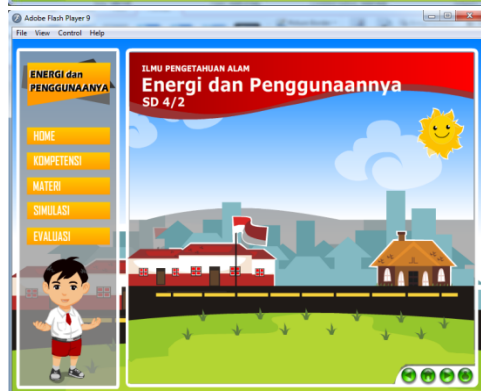 Adobe Flash Player 9
File View Control Help
ENERGI dan
PENGGUNAANYA
HOME
KOMPETENSI
MATERI
SIMULASI
EVALUASI
ILMU PENGETAHUAN ALAM
Energi dan Penggunaannya
SD 4/2